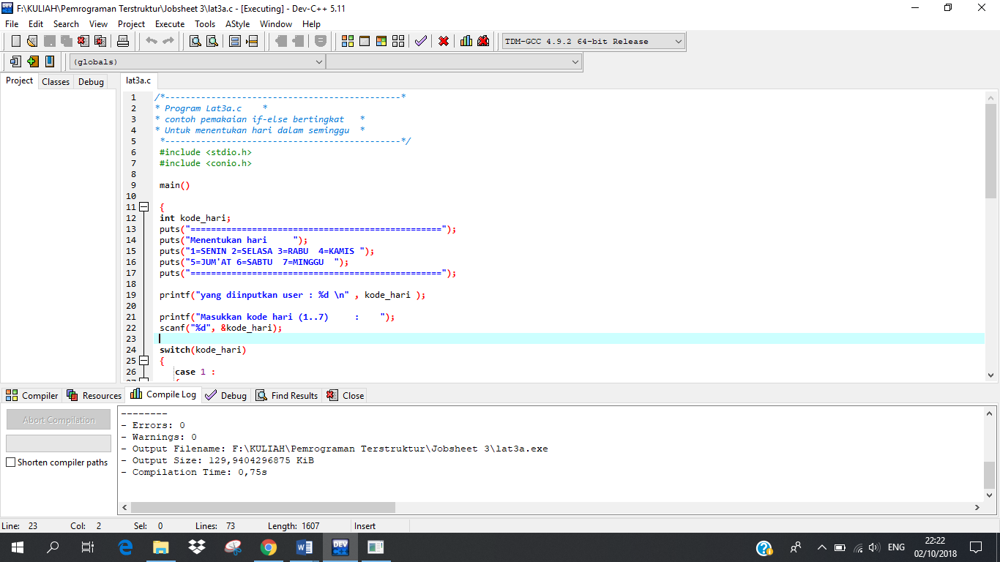 F:\KULIAH\Pemrograman Terstruktur\Jobsheet 3\lat3a.c - [Executing] - Dev-C++ 5.11
File Edit Search View Project Execute Tools AStyle Window Help
TDM-GCC 4.9.2 64-bit Release
(globals)
Project Classes Debug
lat3a.c
1 /*----------------------------------------------*
2 * Program Lat3a.c    *
3 * contoh pemakaian if-else bertingkat   *
4 * Untuk menentukan hari dalam seminggu  *
5 *----------------------------------------------*/
6 #include <stdio.h>
7 #include <conio.h>
8
9 main()
10
11 {
12 int kode_hari;
13 puts("=================================================");
14 puts("Menentukan hari     ");
15 puts("1=SENIN 2=SELASA 3=RABU  4=KAMIS ");
16 puts("5=JUM'AT 6=SABTU  7=MINGGU  ");
17 puts("=================================================");
18
19 printf("yang diinputkan user : %d \n" , kode_hari );
20
21 printf("Masukkan kode hari (1..7)     :    ");
22 scanf("%d", &kode_hari);
23
24 switch(kode_hari)
25 {
26 case 1 :
27 {
Compiler Resources Compile Log Debug Find Results Close
Abort Compilation
Shorten compiler paths
--------
- Errors: 0
- Warnings: 0
- Output Filename: F:\KULIAH\Pemrograman Terstruktur\Jobsheet 3\lat3a.exe
- Output Size: 129,9404296875 KiB
- Compilation Time: 0,75s
Line: 23 Col: 2 Sel: 0 Lines: 73 Length: 1607 Insert
ENG
22:22
02/10/2018